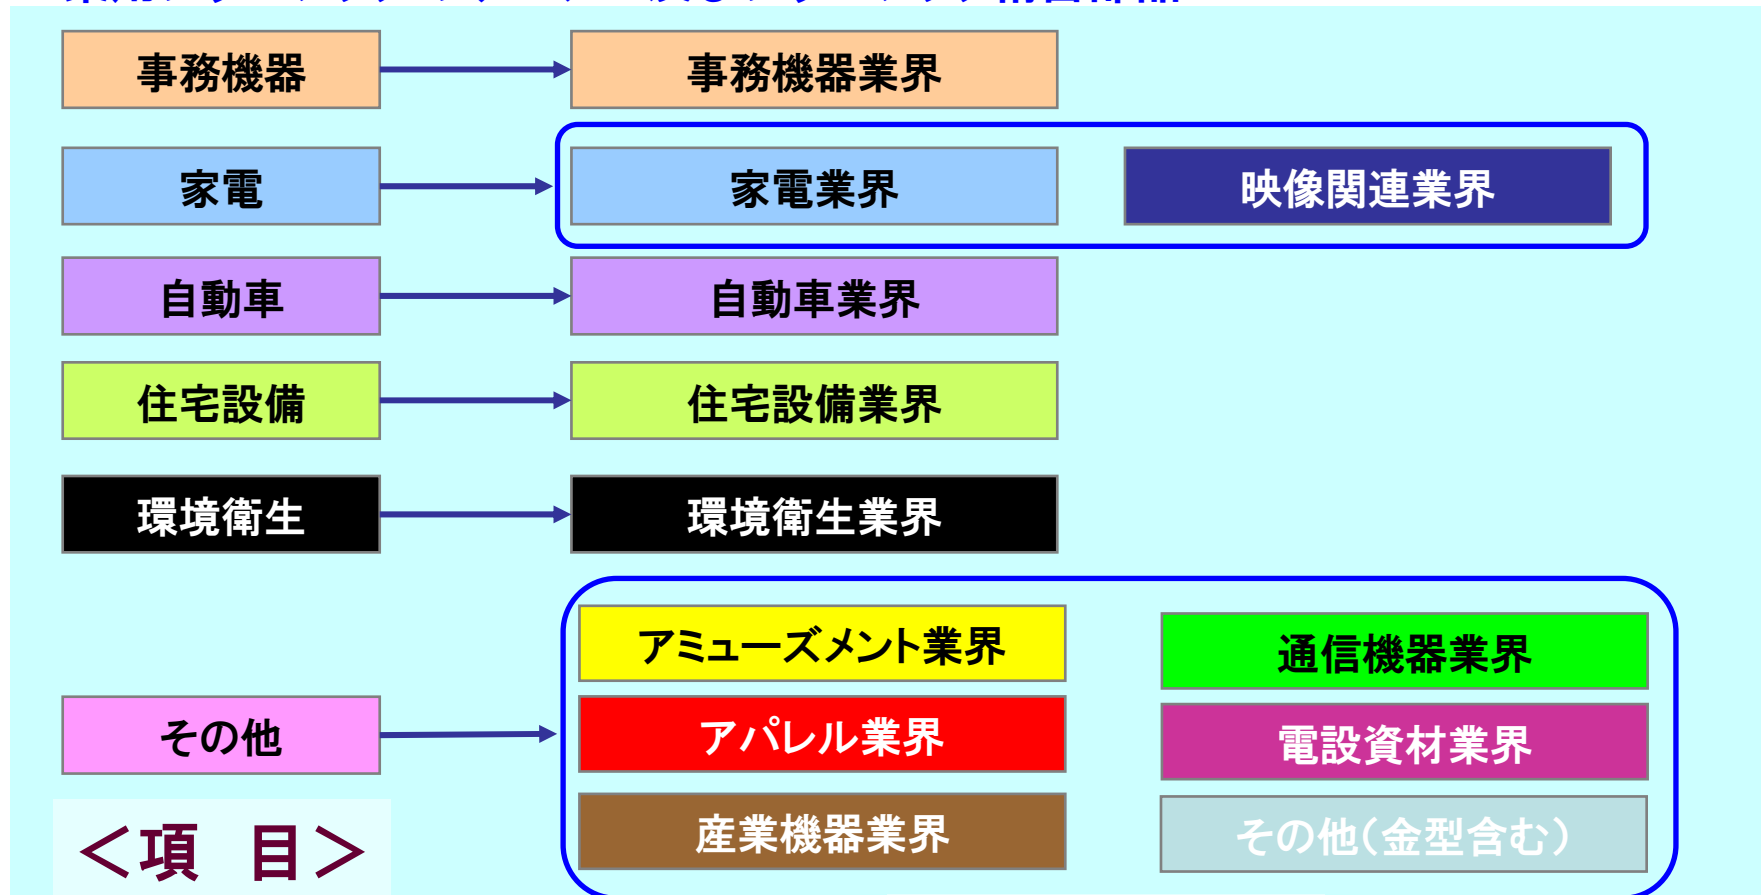 事務機器 事務機器業界
家電 家電業界 映像関連業界
自動車 自動車業界
住宅設備 住宅設備業界
環境衛生 環境衛生業界
アミューズメント業界 通信機器業界
その他 アパレル業界 電設資材業界
産業機器業界 その他(金型含む)
＜項　目＞